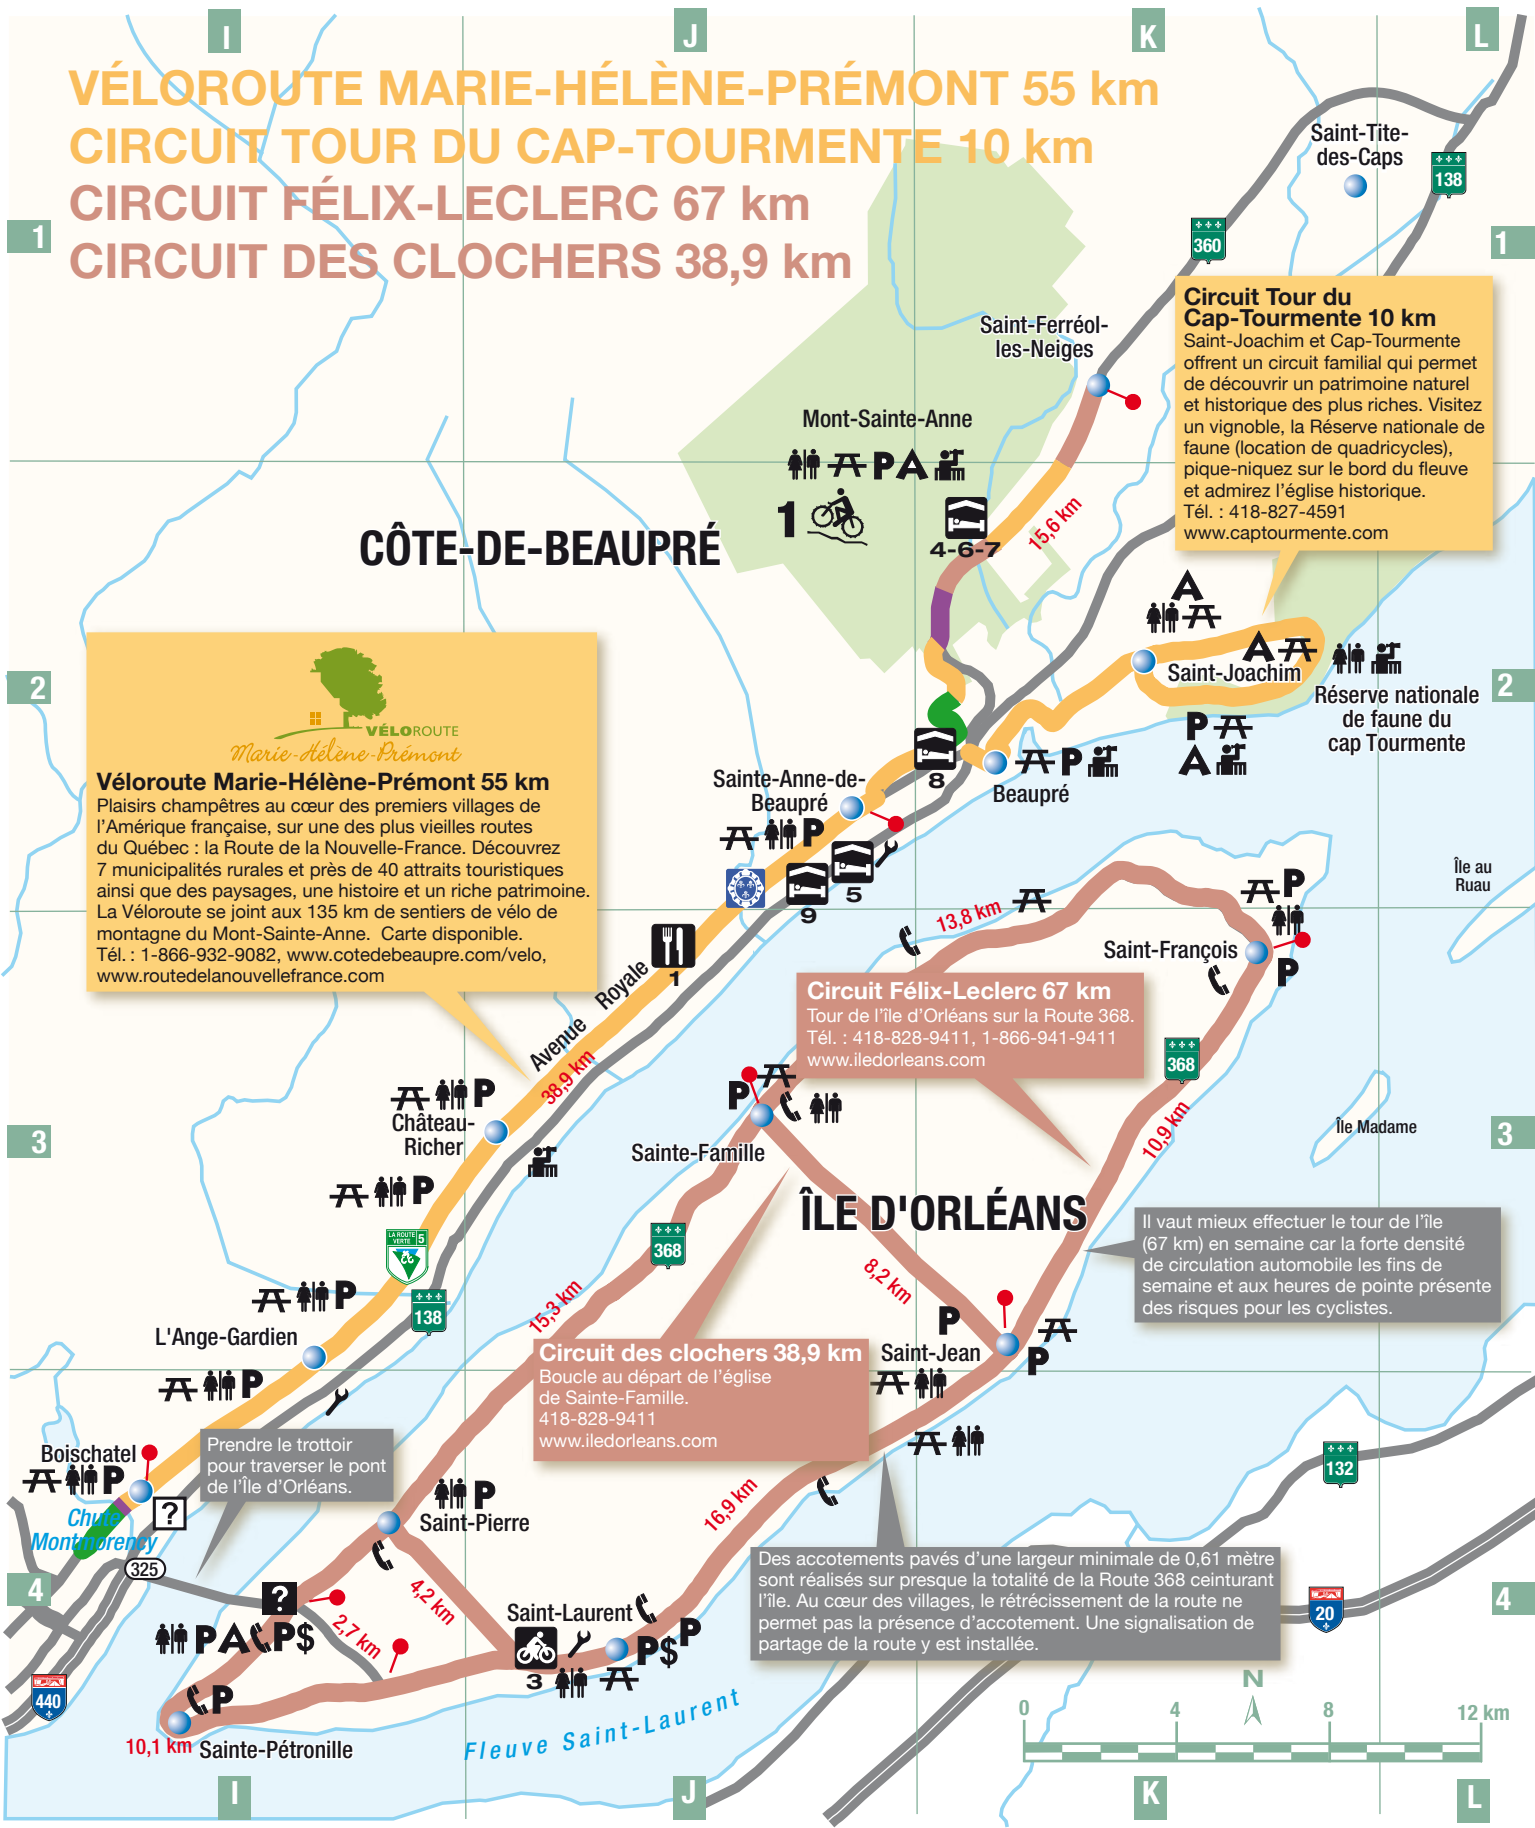 I
J
K
L
VÉLOROUTE MARIE-HÉLÈNE-PRÉMONT 55 km
CIRCUIT TOUR DU CAP-TOURMENTE 10 km
CIRCUIT FÉLIX-LECLERC 67 km
CIRCUIT DES CLOCHERS 38,9 km
Saint-Tite-
des-Caps
138
360
1
1
Circuit Tour du
Cap-Tourmente 10 km
Saint-Joachim et Cap-Tourmente
offrent un circuit familial qui permet
de découvrir un patrimoine naturel
et historique des plus riches. Visitez
un vignoble, la Réserve nationale de
faune (location de quadricycles),
pique-niquez sur le bord du fleuve
et admirez l'église historique.
Tél. : 418-827-4591
www.captourmente.com
Saint-Ferréol-
les-Neiges
Mont-Sainte-Anne
P
1
4-6-7
15,6 km
CÔTE-DE-BEAUPRÉ
2
2
VÉLOROUTE
Marie-Hélène-Prémont
Véloroute Marie-Hélène-Prémont 55 km
Plaisirs champêtres au cœur des premiers villages de
l'Amérique française, sur une des plus vieilles routes
du Québec : la Route de la Nouvelle-France. Découvrez
7 municipalités rurales et près de 40 attraits touristiques
ainsi que des paysages, une histoire et un riche patrimoine.
La Véloroute se joint aux 135 km de sentiers de vélo de
montagne du Mont-Sainte-Anne.  Carte disponible.
Tél. : 1-866-932-9082, www.cotedebeaupre.com/velo,
www.routedelanouvellefrance.com
Saint-Joachim
Réserve nationale
de faune du
cap Tourmente
P
8
P
Beaupré
Sainte-Anne-de-
Beaupré
P
5
9
1
Avenue Royale
38,9 km
Île au
Ruau
13,8 km
P
Saint-François
P
Circuit Félix-Leclerc 67 km
Tour de l'île d'Orléans sur la Route 368.
Tél. : 418-828-9411, 1-866-941-9411
www.iledorleans.com
368
10,9 km
Île Madame
3
3
P
Château-
Richer
P
P
Sainte-Famille
ÎLE D'ORLÉANS
368
8,2 km
15,3 km
LA ROUTE
VERTE 5
138
P
L'Ange-Gardien
P
Il vaut mieux effectuer le tour de l'île
(67 km) en semaine car la forte densité
de circulation automobile les fins de
semaine et aux heures de pointe présente
des risques pour les cyclistes.
Circuit des clochers 38,9 km
Boucle au départ de l'église
de Sainte-Famille.
418-828-9411
www.iledorleans.com
P
Saint-Jean
P
Boischatel
P
Prendre le trottoir
pour traverser le pont
de l'Île d'Orléans.
?
Chute
Montmorency
325
P
Saint-Pierre
16,9 km
132
4
4
20
Des accotements pavés d'une largeur minimale de 0,61 mètre
sont réalisés sur presque la totalité de la Route 368 ceinturant
l'île. Au cœur des villages, le rétrécissement de la route ne
permet pas la présence d'accotement. Une signalisation de
partage de la route y est installée.
?
4,2 km
2,7 km
P P$
Saint-Laurent
P$ P
3
440
P
10,1 km
Sainte-Pétronille
Fleuve Saint-Laurent
N
0 4 8 12 km
I
J
K
L